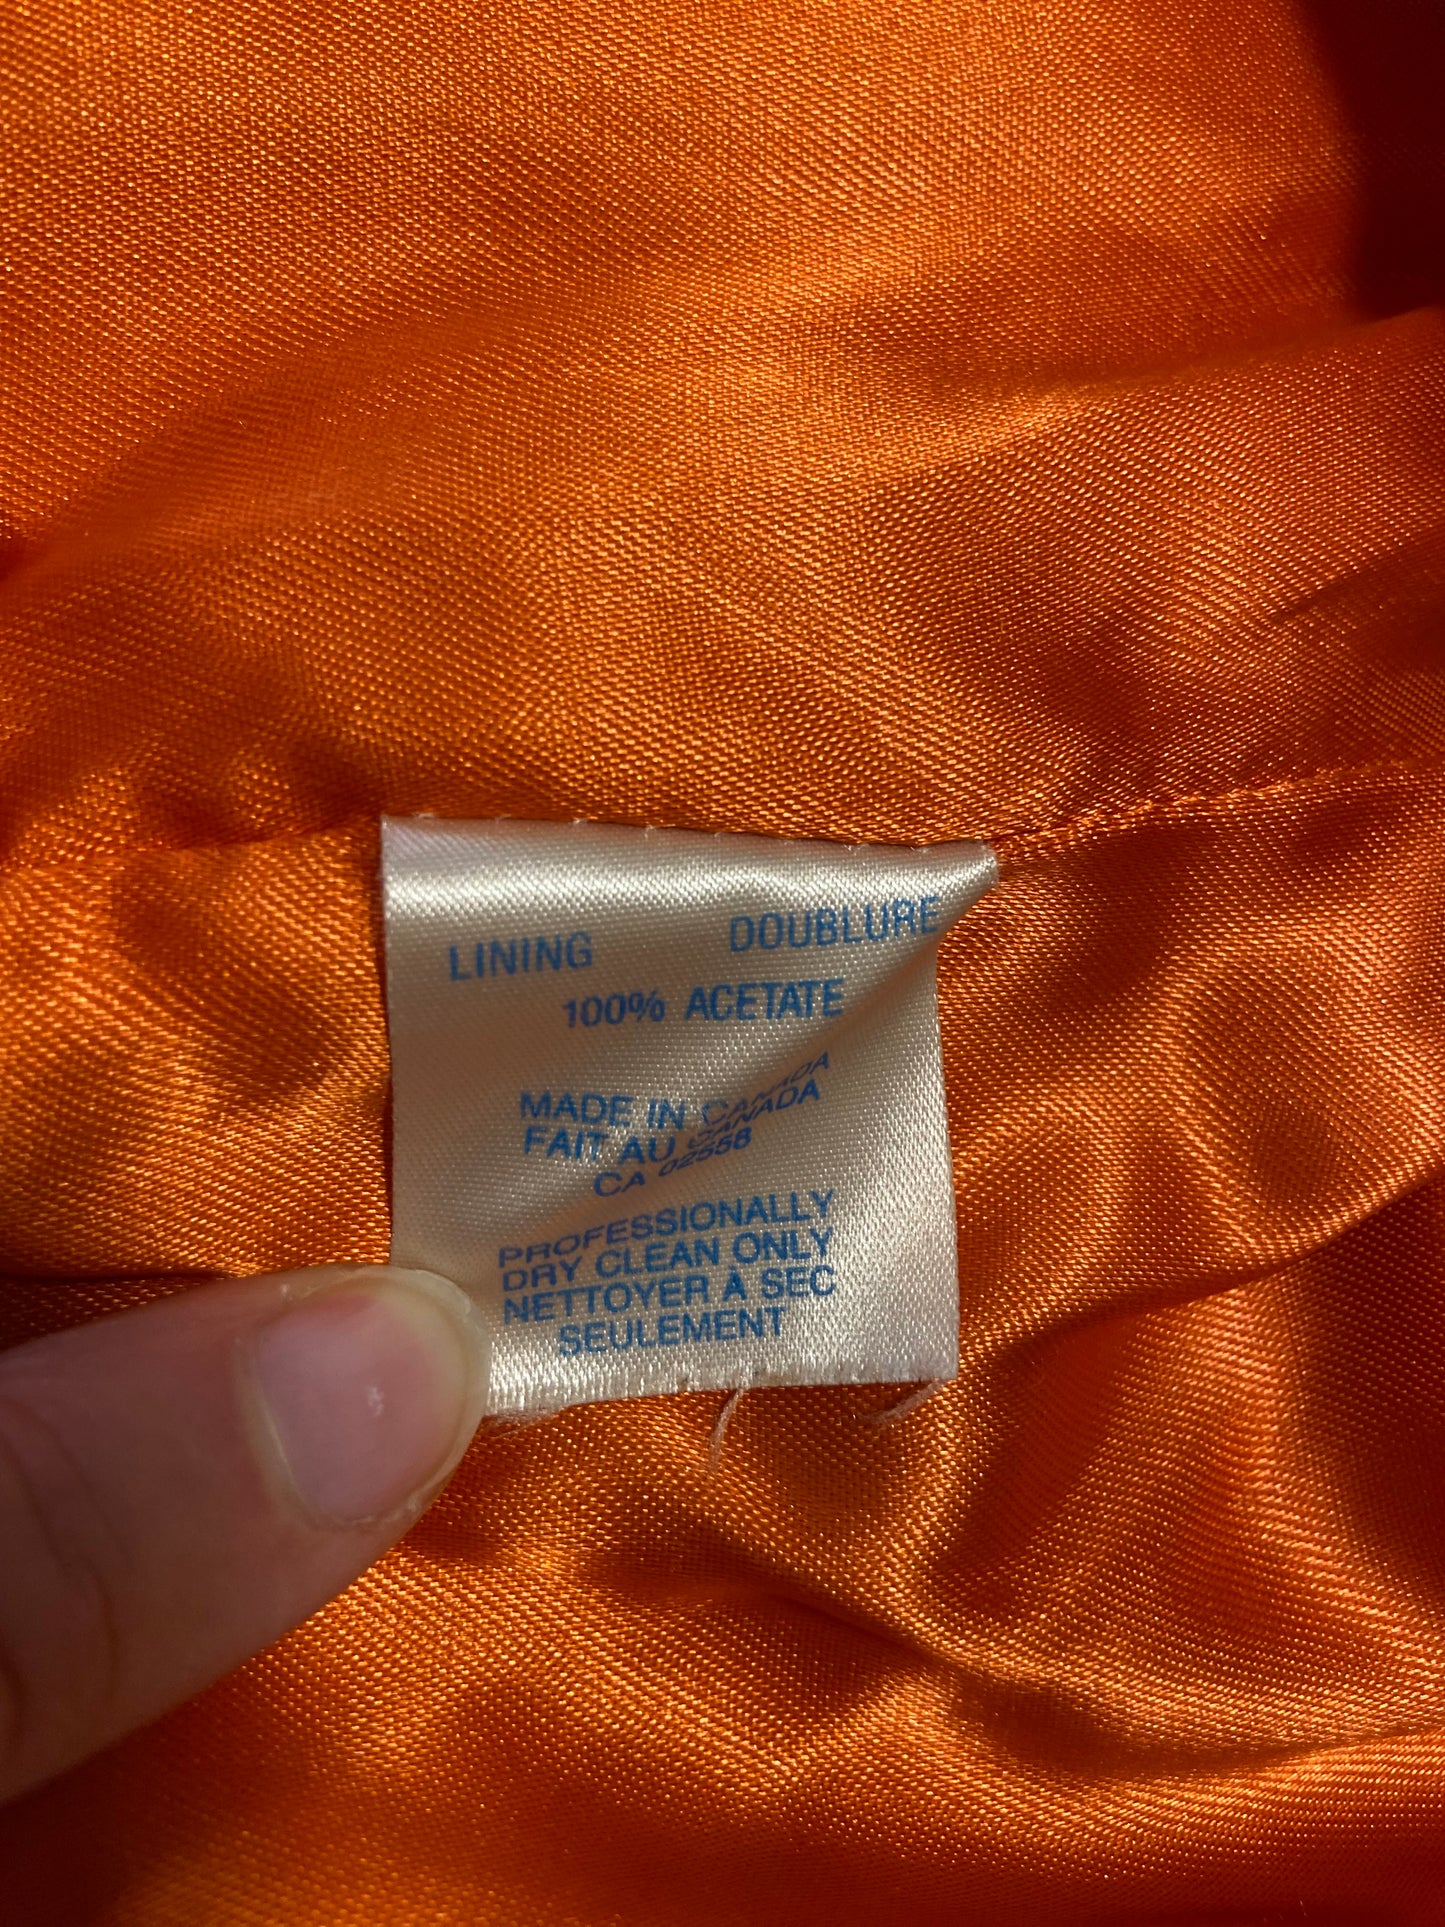 LINING DOUBLURE
100% ACETATE
MADE IN CANADA
FAIT AU CANADA
CA 02558
PROFESSIONALLY
DRY CLEAN ONLY
NETTOYER À SEC
SEULEMENT